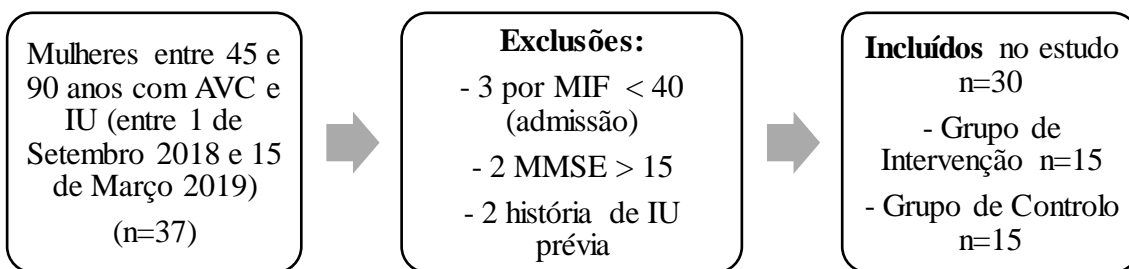 Mulheres entre 45 e
90 anos com AVC e
IU (entre 1 de
Setembro 2018 e 15
de Março 2019)
(n=37)
Exclusões:
- 3 por MIF < 40
(admissão)
- 2 MMSE > 15
- 2 história de IU
prévia
Incluídos no estudo
n=30
- Grupo de
Intervenção n=15
- Grupo de Controlo
n=15